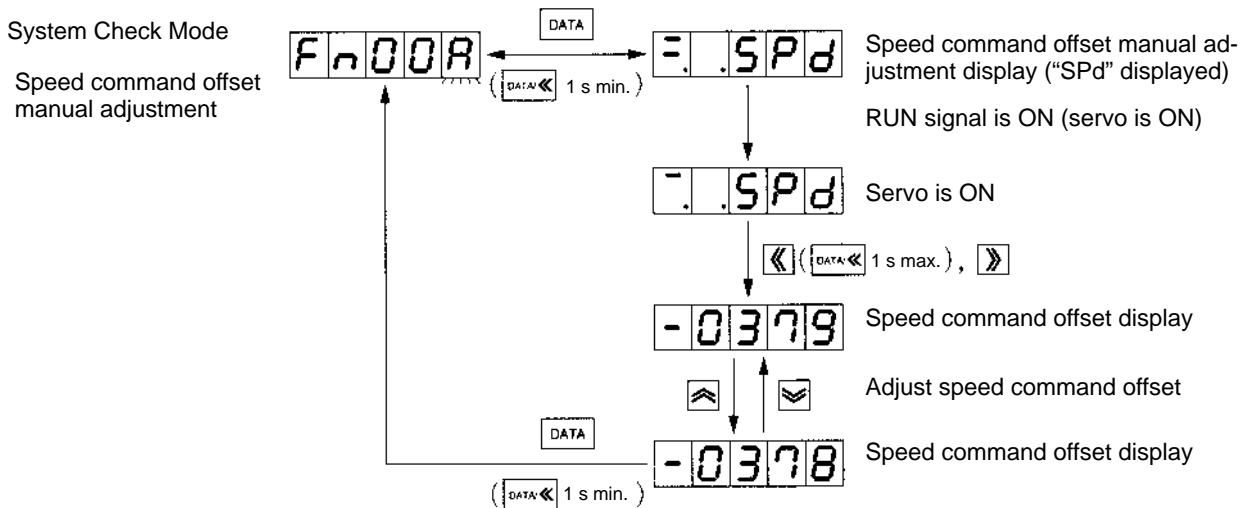 System Check Mode
Speed command offset
manual adjustment
Fn00A
DATA
(DATA/≪ 1 s min.)
=. .SPd
Speed command offset manual ad-
justment display (“SPd” displayed)
RUN signal is ON (servo is ON)
-. .SPd
Servo is ON
≪ (DATA/≪ 1 s max.), ≫
-0379
Speed command offset display
Adjust speed command offset
DATA
(DATA/≪ 1 s min.)
-0378
Speed command offset display